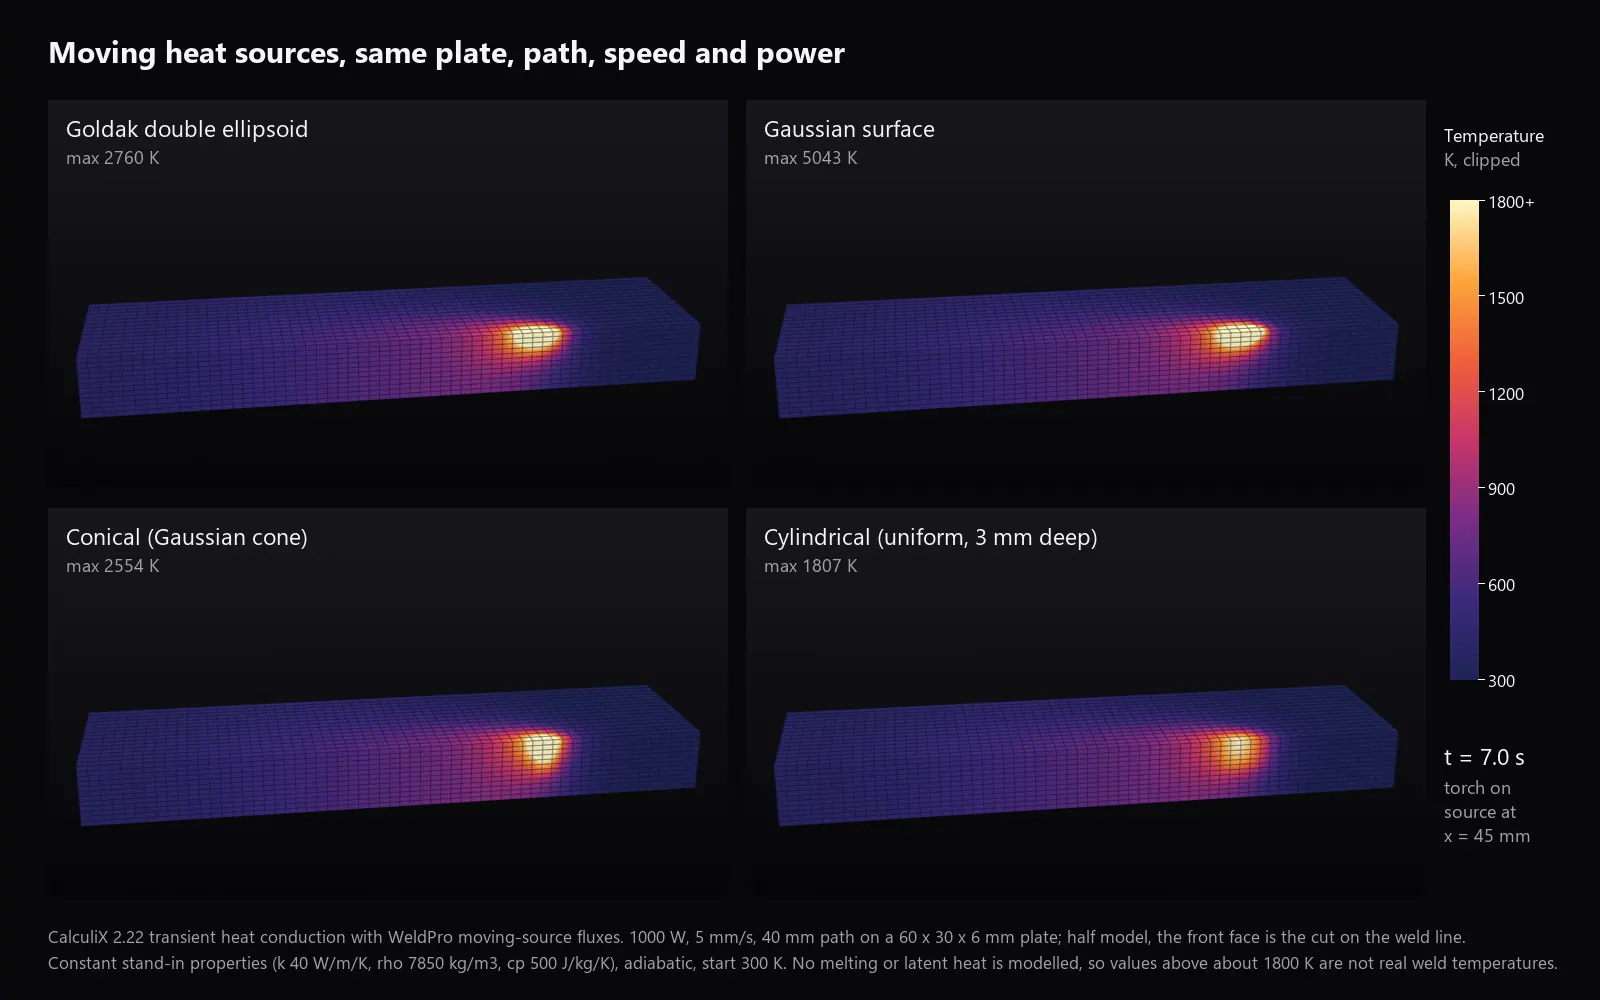 Moving heat sources, same plate, path, speed and power
Goldak double ellipsoid
max 2760 K
Gaussian surface
max 5043 K
Temperature
K, clipped
1800+
1500
1200
900
600
300
Conical (Gaussian cone)
max 2554 K
Cylindrical (uniform, 3 mm deep)
max 1807 K
t = 7.0 s
torch on
source at
x = 45 mm
CalculiX 2.22 transient heat conduction with WeldPro moving-source fluxes. 1000 W, 5 mm/s, 40 mm path on a 60 x 30 x 6 mm plate; half model, the front face is the cut on the weld line.
Constant stand-in properties (k 40 W/m/K, rho 7850 kg/m3, cp 500 J/kg/K), adiabatic, start 300 K. No melting or latent heat is modelled, so values above about 1800 K are not real weld temperatures.